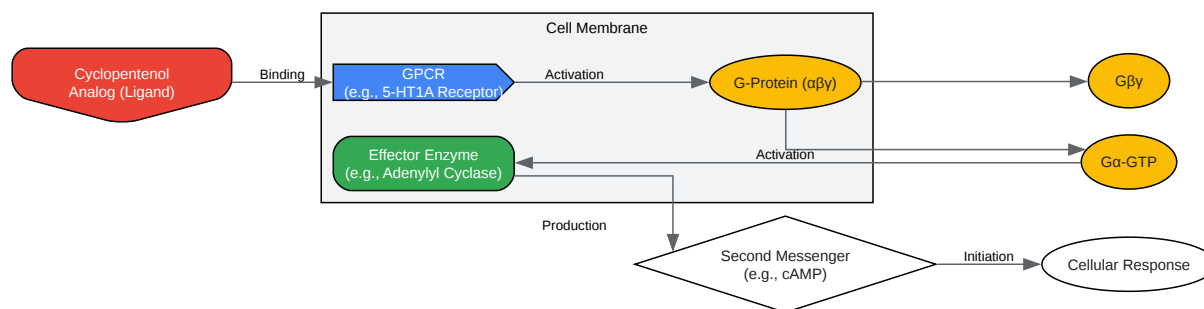 Cell Membrane
Cyclopentenol
Analog (Ligand)
Binding
GPCR
(e.g., 5-HT1A Receptor)
Activation
G-Protein (αβγ)
Gβγ
Effector Enzyme
(e.g., Adenylyl Cyclase)
Activation
Gα-GTP
Production
Second Messenger
(e.g., cAMP)
Initiation
Cellular Response